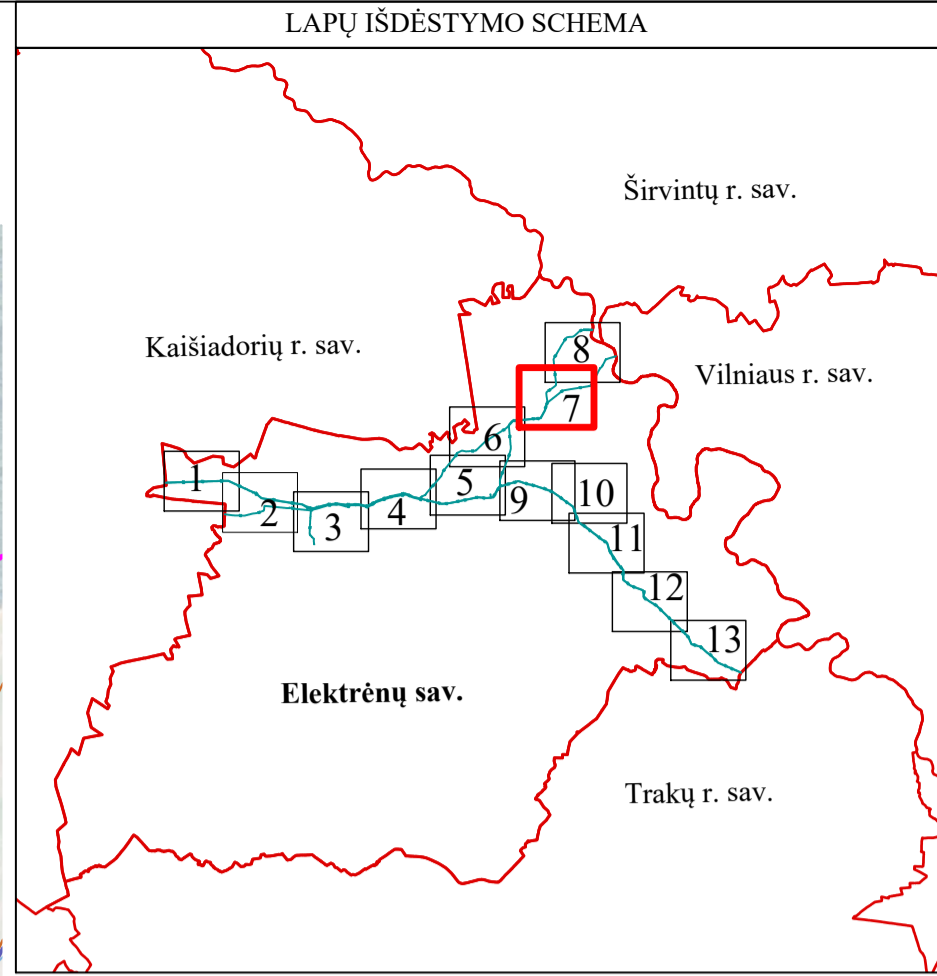 LAPŲ IŠDĖSTYMO SCHEMA
Širvintų r. sav.
Kaišiadorių r. sav.
8
Vilniaus r. sav.
7
6
1
5
9
10
2
3
4
11
12
13
Elektrėnų sav.
Trakų r. sav.